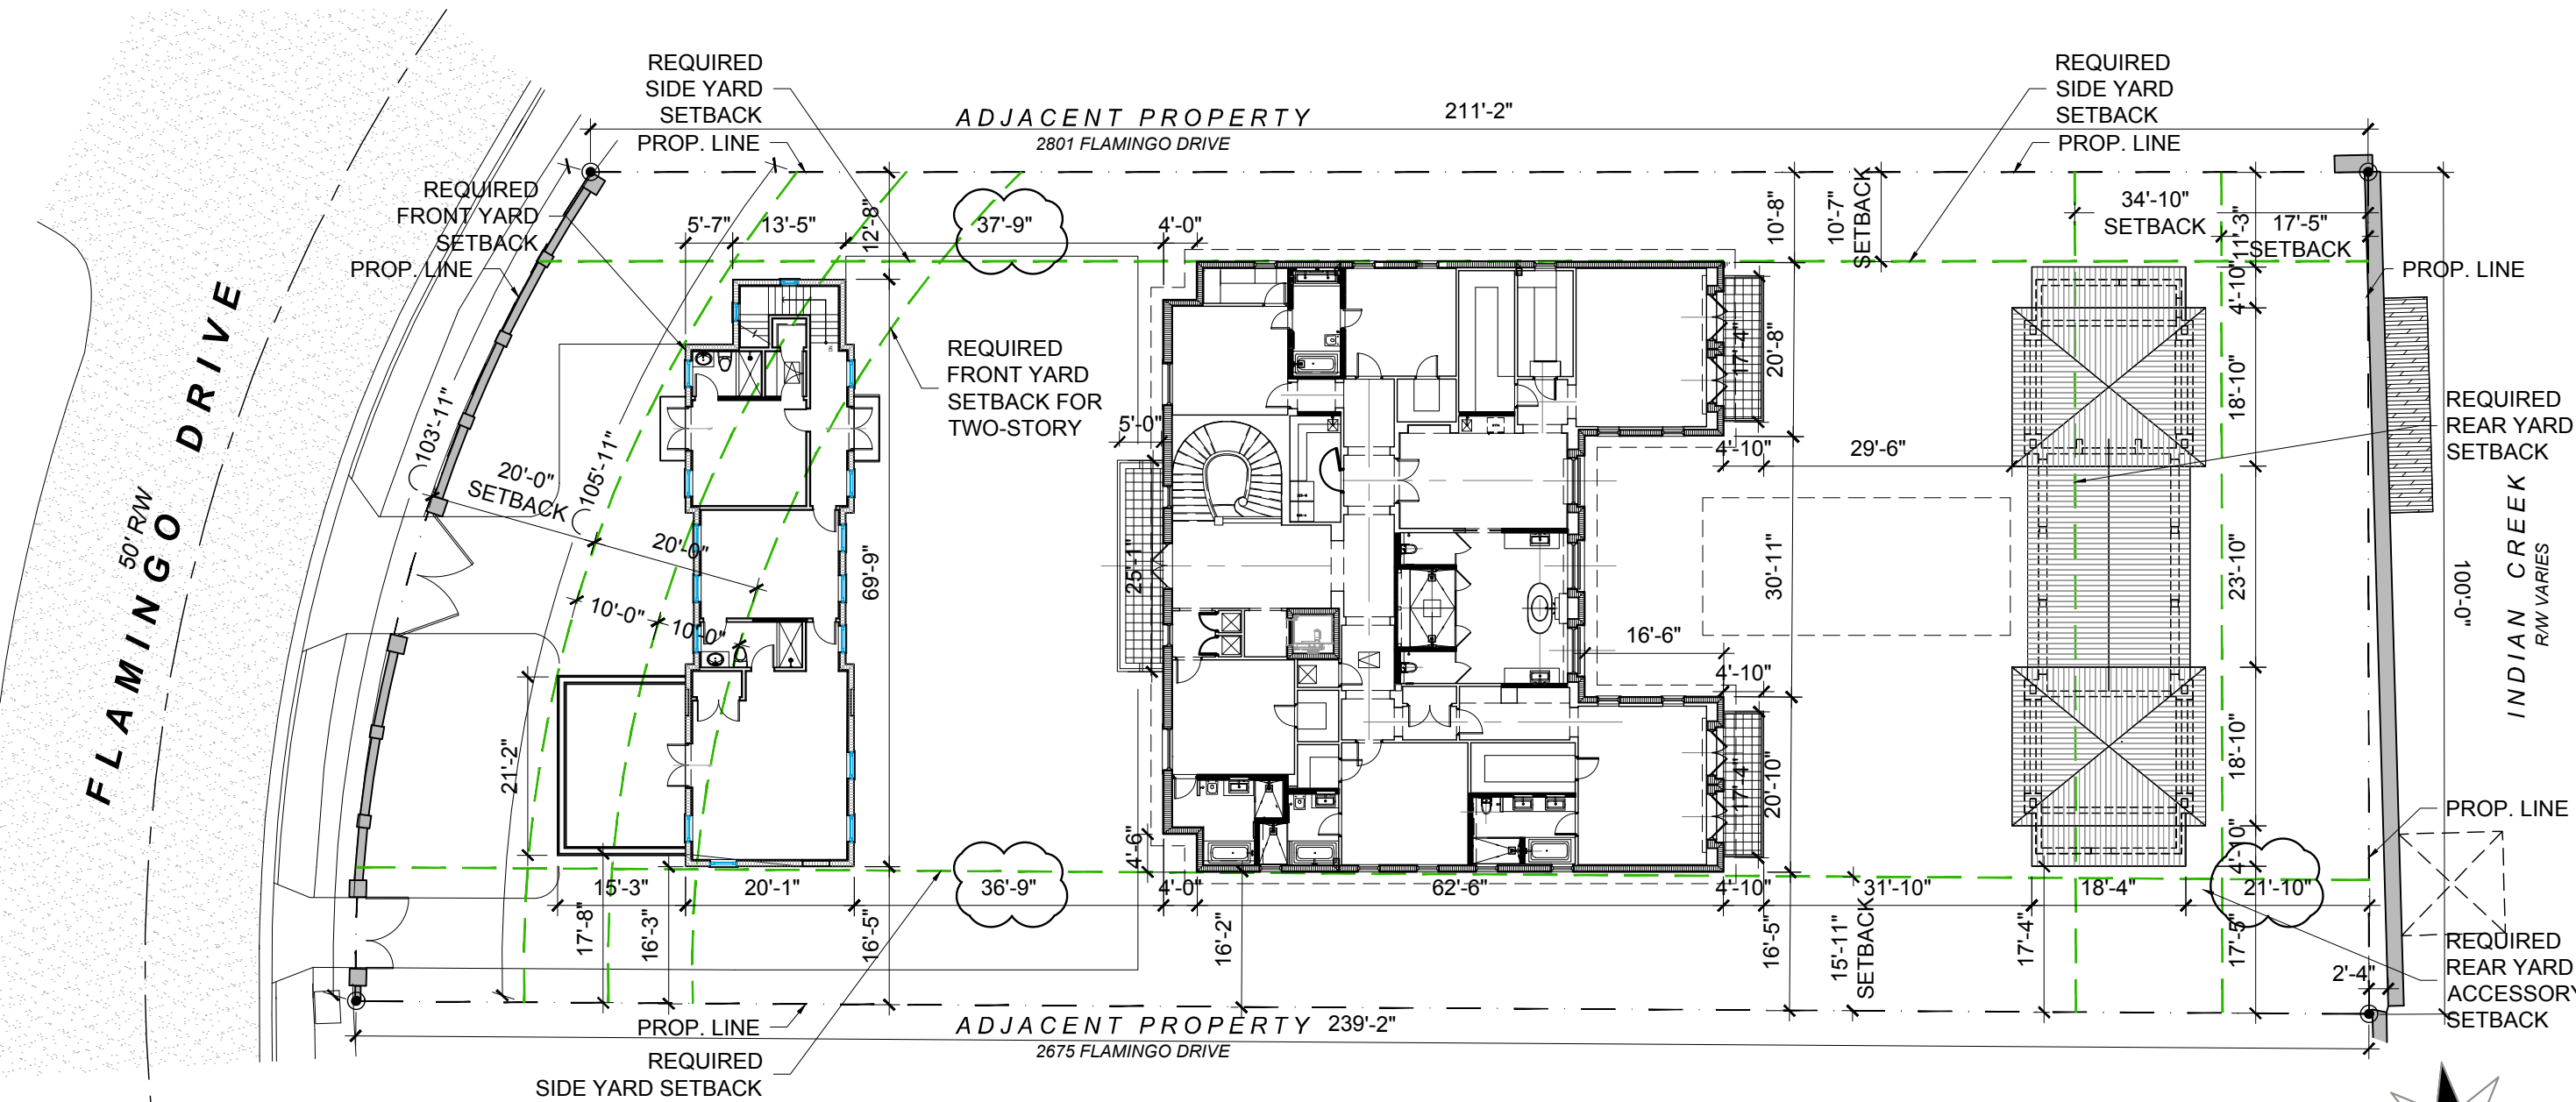 REQUIRED
SIDE YARD
SETBACK
PROP. LINE
ADJACENT PROPERTY
2801 FLAMINGO DRIVE
211'-2"
REQUIRED
SIDE YARD
SETBACK
PROP. LINE
REQUIRED
FRONT YARD
SETBACK
PROP. LINE
5'-7"
13'-5"
12'-8"
37'-9"
4'-0"
10'-8"
10'-7"
SETBACK
34'-10"
SETBACK
11'-3"
17'-5"
SETBACK
PROP. LINE
4'-10"
REQUIRED
FRONT YARD
SETBACK FOR
TWO-STORY
17'-4"
20'-8"
18'-10"
REQUIRED
REAR YARD
SETBACK
FLAMINGO DRIVE
50' R/W
103'-11"
20'-0"
SETBACK
105'-11"
20'-0"
10'-0"
10'-0"
69'-9"
5'-0"
25'-1"
4'-10"
29'-6"
30'-11"
16'-6"
4'-10"
23'-10"
100'-0"
INDIAN CREEK
R/W VARIES
21'-2"
17'-4"
20'-10"
18'-10"
PROP. LINE
4'-6"
4'-10"
15'-3"
20'-1"
36'-9"
4'-0"
62'-6"
4'-10"
31'-10"
18'-4"
21'-10"
17'-8"
16'-3"
16'-5"
16'-2"
16'-5"
15'-11"
SETBACK
17'-4"
17'-5"
2'-4"
REQUIRED
REAR YARD
ACCESSORY
SETBACK
PROP. LINE
ADJACENT PROPERTY
239'-2"
2675 FLAMINGO DRIVE
REQUIRED
SIDE YARD SETBACK